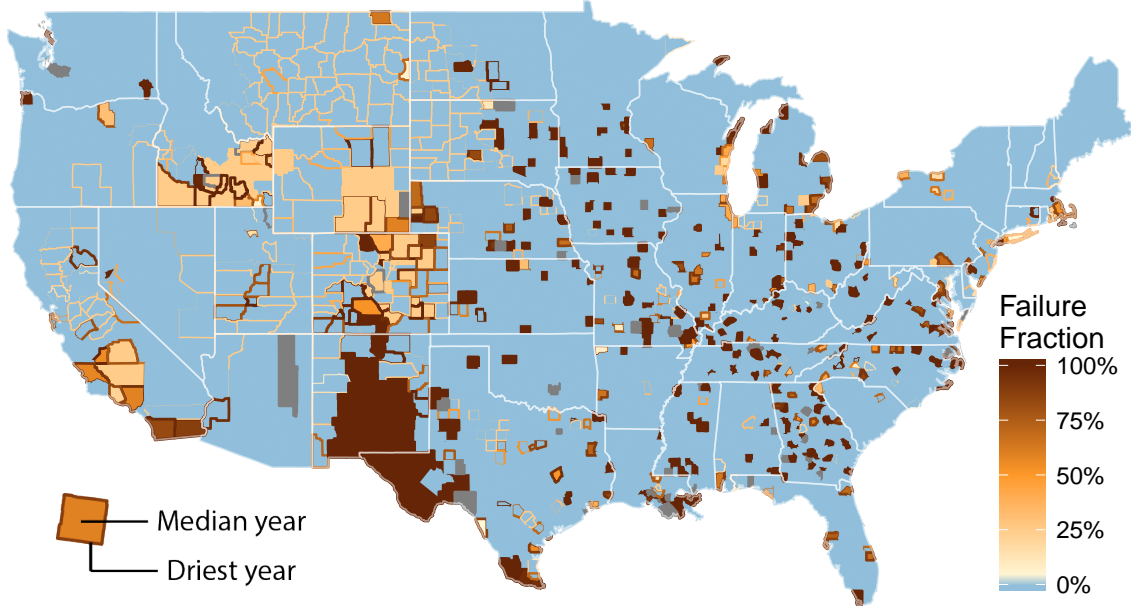 Failure
Fraction
100%
75%
50%
25%
0%
Median year
Driest year